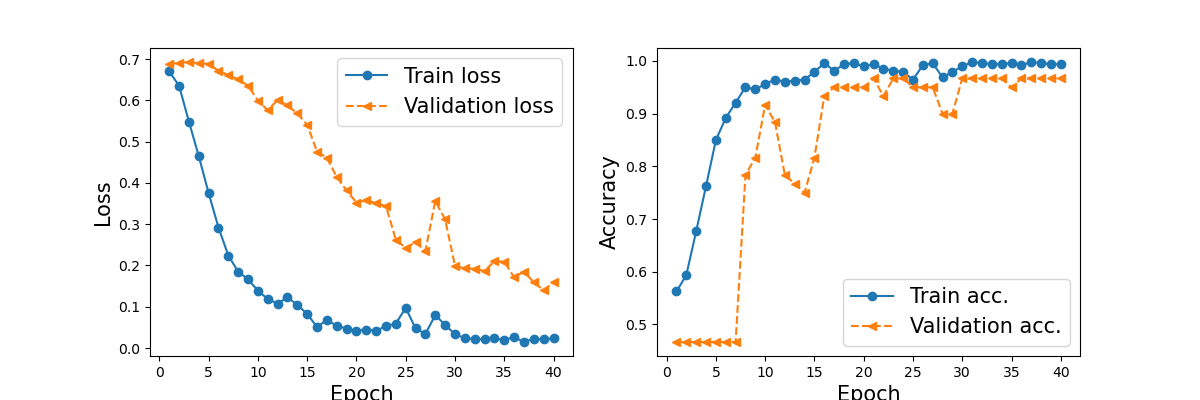 0.7
0.6
0.5
0.4
0.3
0.2
0.1
0.0
Loss
Train loss
Validation loss
0 5 10 15 20 25 30 35 40
Epoch
1.0
0.9
0.8
0.7
0.6
0.5
Accuracy
Train acc.
Validation acc.
0 5 10 15 20 25 30 35 40
Epoch